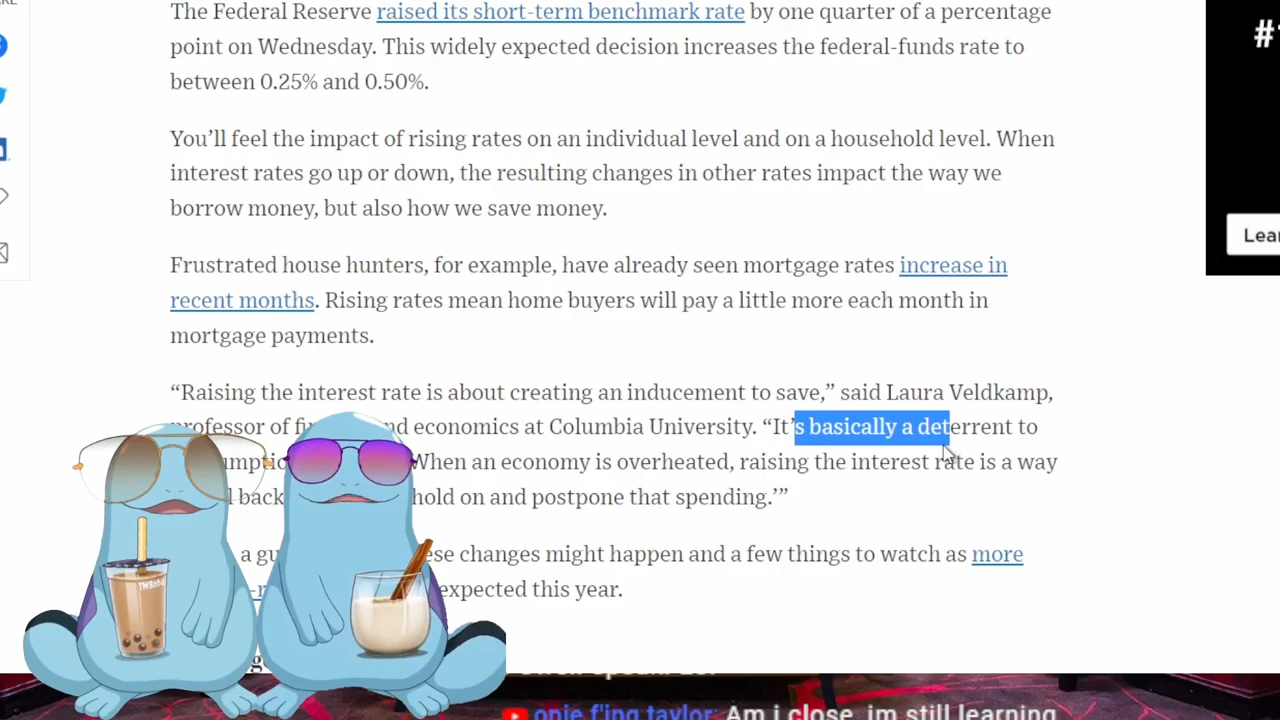 The Federal Reserve raised its short-term benchmark rate by one quarter of a percentage
point on Wednesday. This widely expected decision increases the federal-funds rate to
between 0.25% and 0.50%.
You’ll feel the impact of rising rates on an individual level and on a household level. When
interest rates go up or down, the resulting changes in other rates impact the way we
borrow money, but also how we save money.
Frustrated house hunters, for example, have already seen mortgage rates increase in
recent months. Rising rates mean home buyers will pay a little more each month in
mortgage payments.
“Raising the interest rate is about creating an inducement to save,” said Laura Veldkamp,
professor of economics at Columbia University. “It’s basically a deterrent to
When an economy is overheated, raising the interest rate is a way
back hold on and postpone that spending.’”
a changes might happen and a few things to watch as more
expected this year.
TMBoba
opie f'ing taylor: Am i close, im still learning